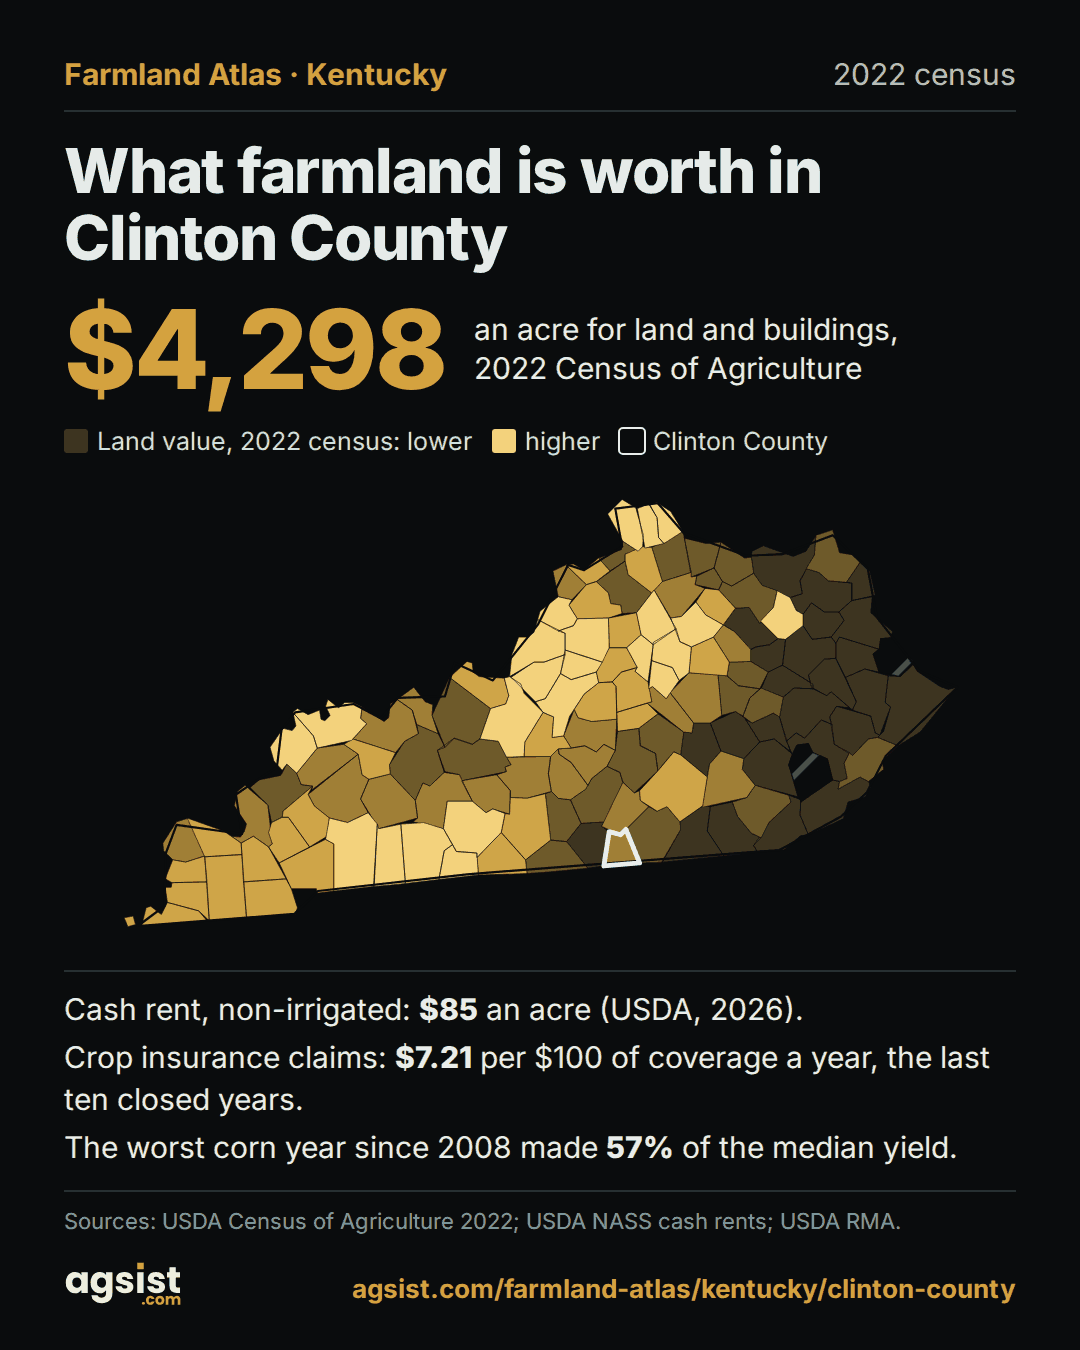 Farmland Atlas · Kentucky
2022 census
What farmland is worth in
Clinton County
$4,298
an acre for land and buildings,
2022 Census of Agriculture
Land value, 2022 census: lower
higher
Clinton County
Cash rent, non-irrigated: $85 an acre (USDA, 2026).
Crop insurance claims: $7.21 per $100 of coverage a year, the last
ten closed years.
The worst corn year since 2008 made 57% of the median yield.
Sources: USDA Census of Agriculture 2022; USDA NASS cash rents; USDA RMA.
agsist
.com
agsist.com/farmland-atlas/kentucky/clinton-county